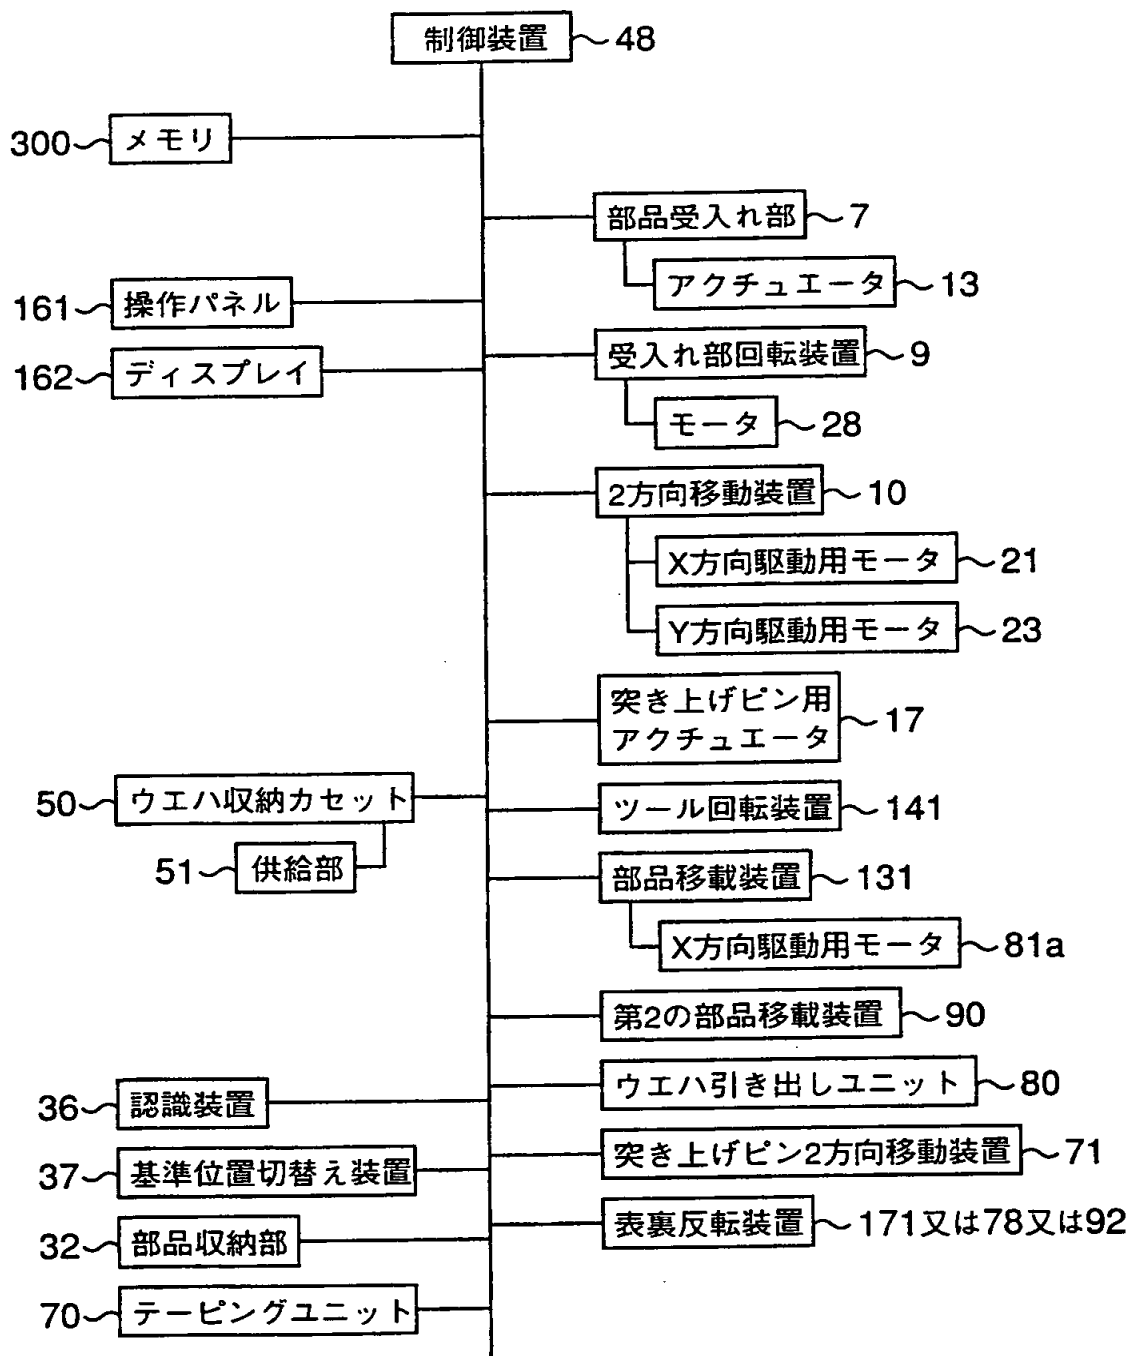 制御装置 48
300 メモリ
部品受入れ部 7
アクチュエータ 13
161 操作パネル
受入れ部回転装置 9
162 ディスプレイ
モータ 28
2方向移動装置 10
X方向駆動用モータ 21
Y方向駆動用モータ 23
突き上げピン用
アクチュエータ 17
50 ウエハ収納カセット
ツール回転装置 141
51 供給部
部品移載装置 131
X方向駆動用モータ 81a
第2の部品移載装置 90
ウエハ引き出しユニット 80
36 認識装置
突き上げピン2方向移動装置 71
37 基準位置切替え装置
表裏反転装置 171又は78又は92
32 部品収納部
70 テーピングユニット